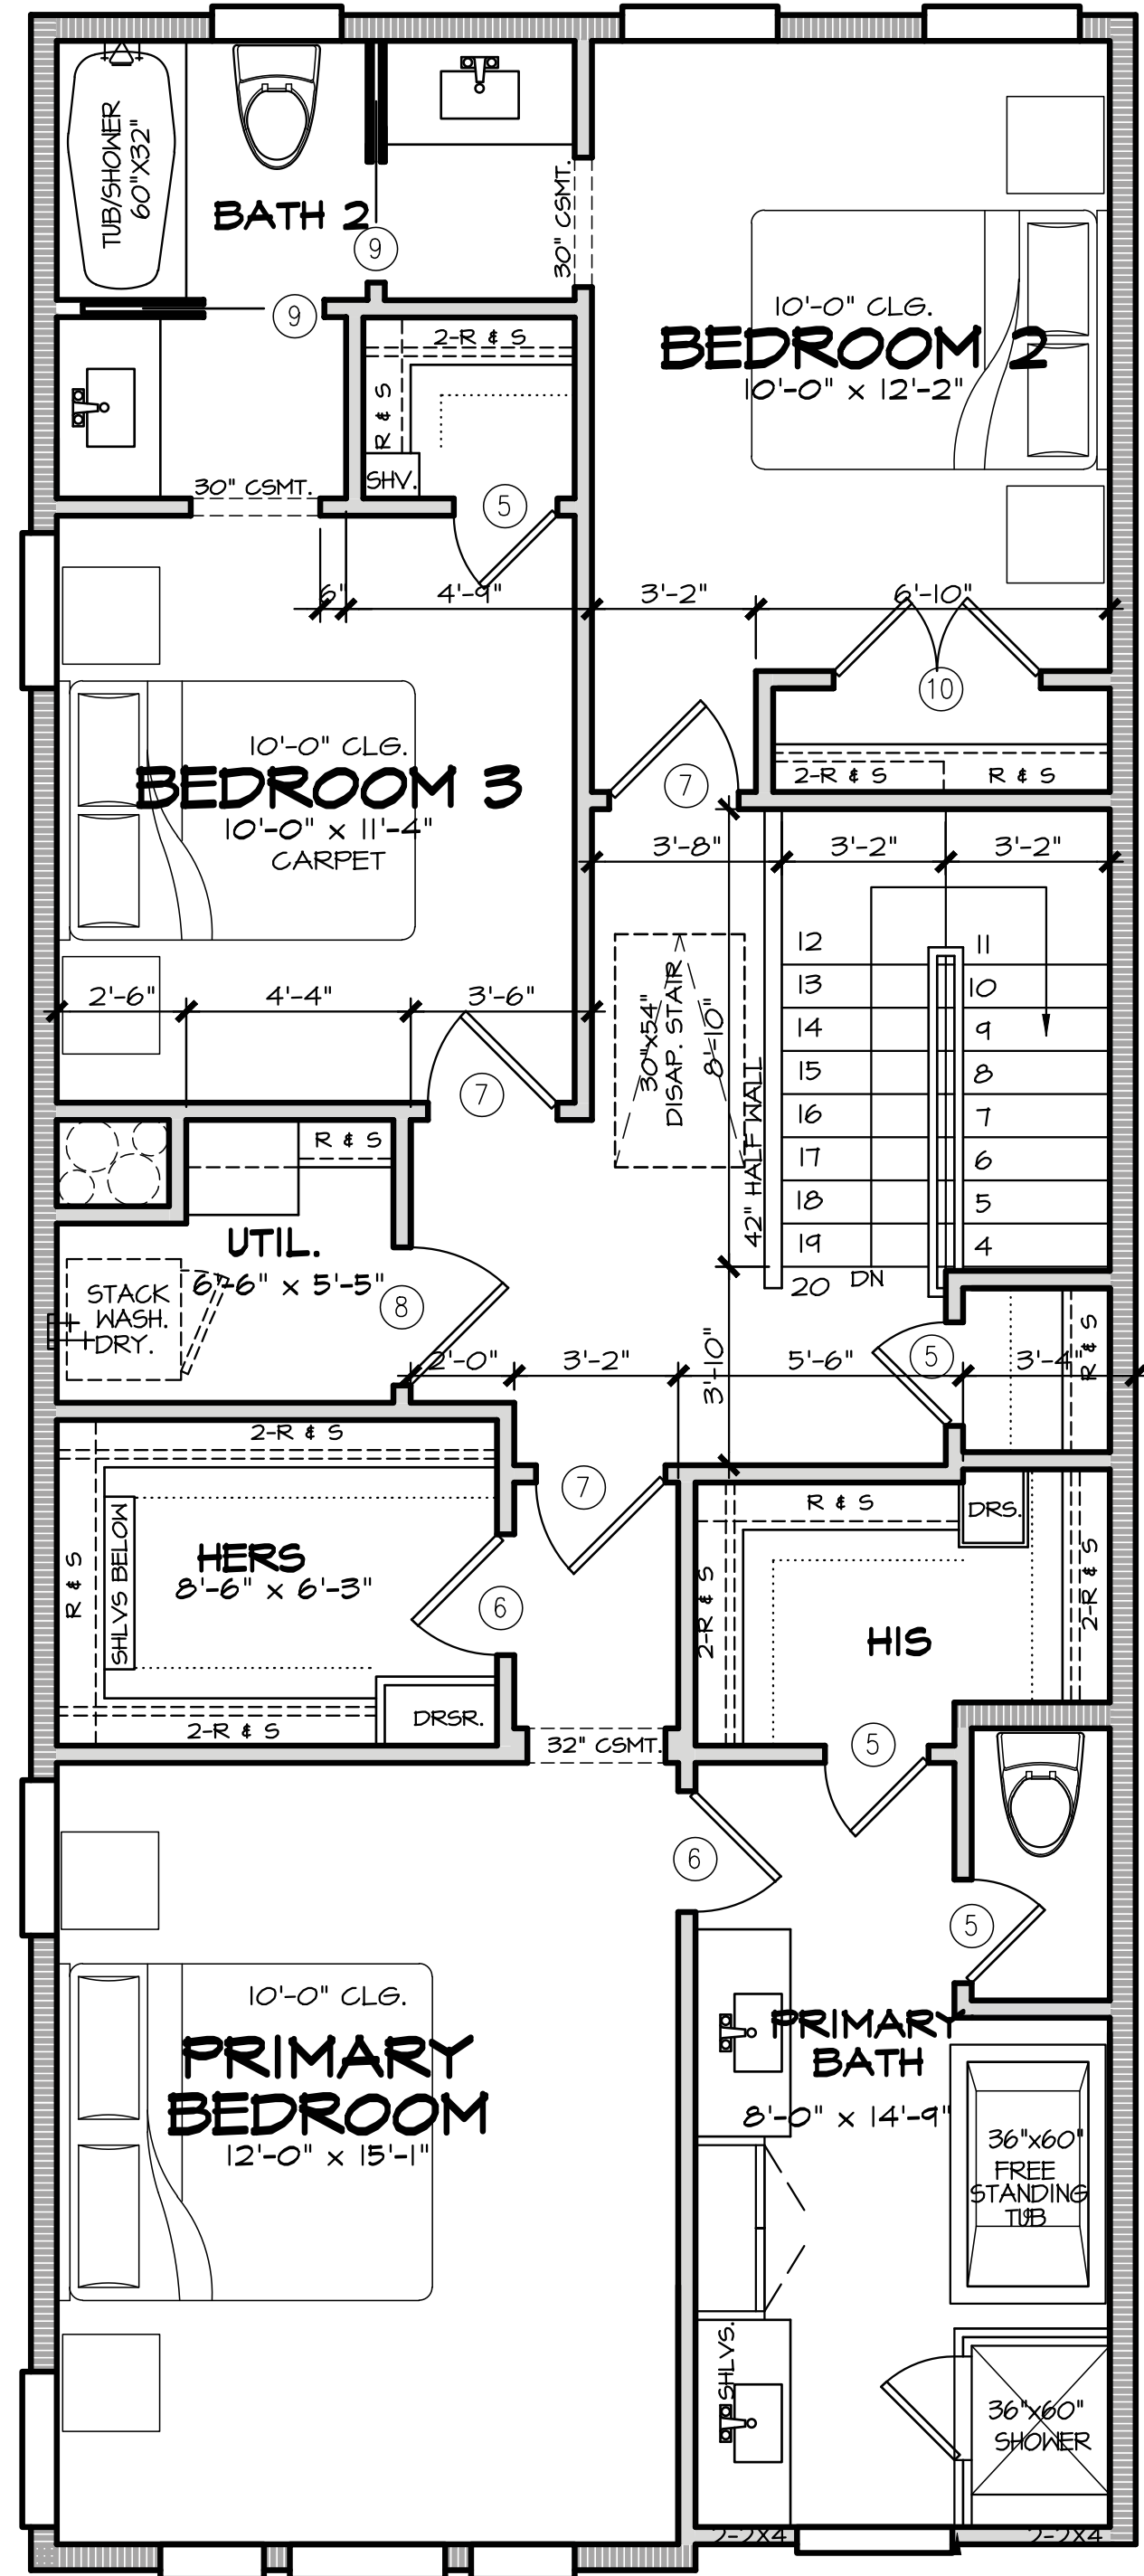 TUB/SHOWER
60"X32"
BATH 2
9
30" CSMT.
9
2-R & S
R & S
SHV.
30" CSMT.
5
10'-0" CLG.
BEDROOM 2
10'-0" x 12'-2"
6"
4'-9"
3'-2"
6'-10"
10
2-R & S
R & S
7
10'-0" CLG.
BEDROOM 3
10'-0" x 11'-4"
CARPET
3'-8"
3'-2"
3'-2"
2'-6"
4'-4"
3'-6"
7
30"x54"
DISAP. STAIR
8'-10"
42" HALF WALL
12
13
14
15
16
17
18
19
20
DN
11
10
9
8
7
6
5
4
R & S
UTIL.
6'-6" x 5'-5"
STACK
WASH.
DRY.
8
2'-0"
3'-2"
5'-6"
3'-4"
3'-10"
5
R & S
2-R & S
R & S
SHLVS BELOW
HERS
8'-6" x 6'-3"
2-R & S
DRSR.
7
6
R & S
DRS.
2-R & S
2-R & S
HIS
32" CSMT.
5
6
5
10'-0" CLG.
PRIMARY
BEDROOM
12'-0" x 15'-1"
PRIMARY
BATH
8'-0" x 14'-9"
36"x60"
FREE
STANDING
TUB
SHLVS.
36"x60"
SHOWER
2-2X4
2-2X4